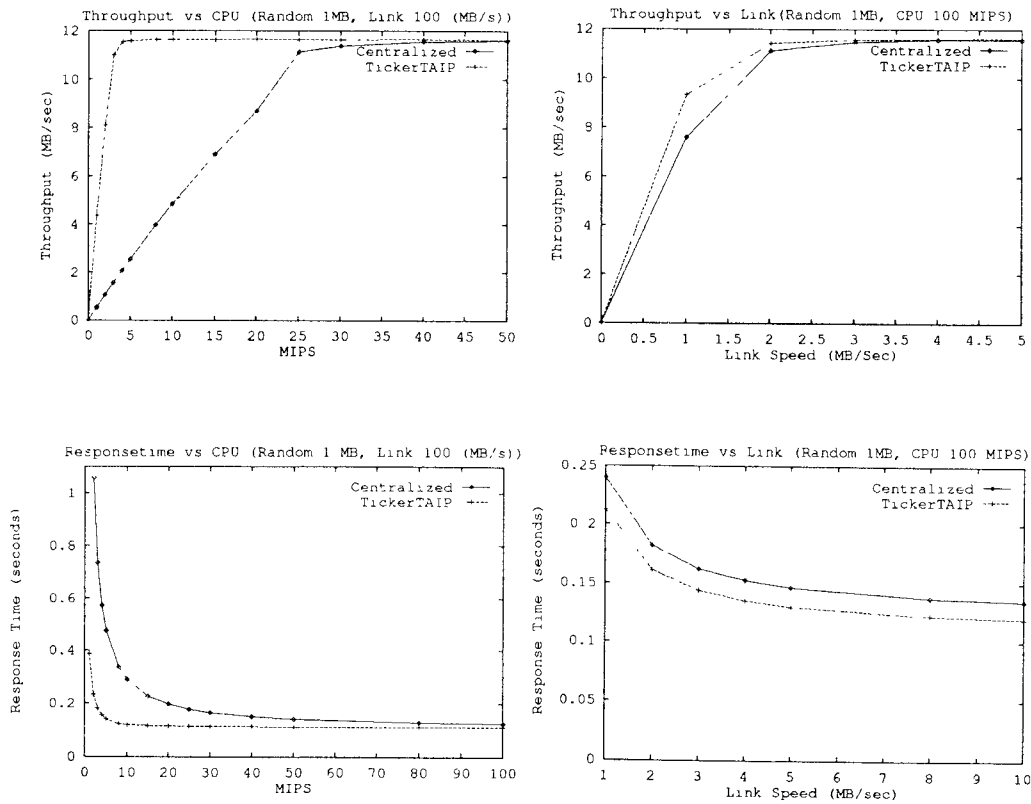 Throughput vs CPU (Random 1MB, Link 100 (MB/s))
12
10
8
6
4
2
0
Throughput (MB/sec)
Centralized
TickerTAIP
0 5 10 15 20 25 30 35 40 45 50
MIPS
Throughput vs Link(Random 1MB, CPU 100 MIPS)
12
10
8
6
4
2
0
Throughput (MB/sec)
Centralized
TickerTAIP
0 0.5 1 1.5 2 2.5 3 3.5 4 4.5 5
Link Speed (MB/Sec)
Responsetime vs CPU (Random 1 MB, Link 100 (MB/s))
1
0.8
0.6
0.4
0.2
0
Response Time (seconds)
Centralized
TickerTAIP
0 10 20 30 40 50 60 70 80 90 100
MIPS
Responsetime vs Link (Random 1MB, CPU 100 MIPS)
0.25
0.2
0.15
0.1
0.05
0
Response Time (seconds)
Centralized
TickerTAIP
1 2 3 4 5 6 7 8 9 10
Link Speed (MB/sec)